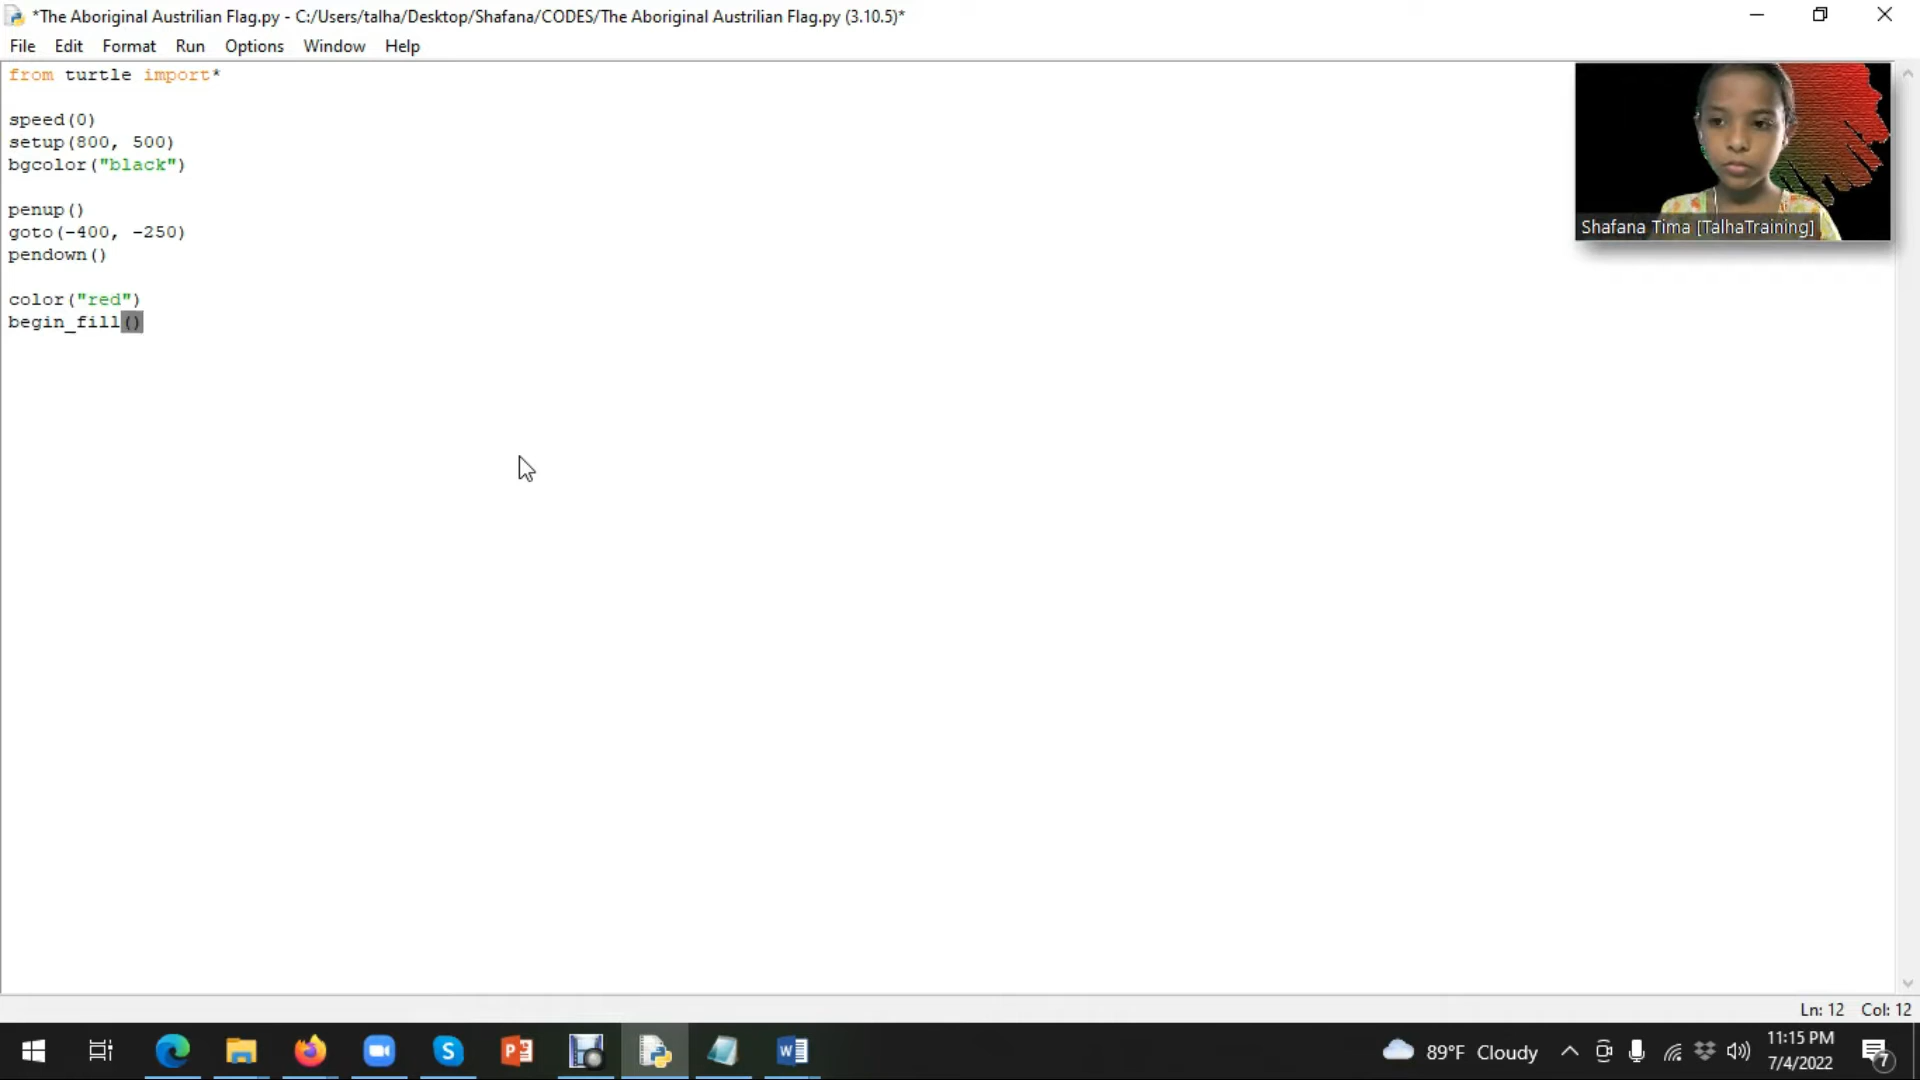 *The Aboriginal Austrilian Flag.py - C:/Users/talha/Desktop/Shafana/CODES/The Aboriginal Austrilian Flag.py (3.10.5)*
File Edit Format Run Options Window Help
from turtle import*
speed(0)
setup(800, 500)
bgcolor("black")
penup()
goto(-400, -250)
pendown()
color("red")
begin_fill()
Shafana Tima [TalhaTraining]
Ln: 12 Col: 12
89°F Cloudy
11:15 PM
7/4/2022
7